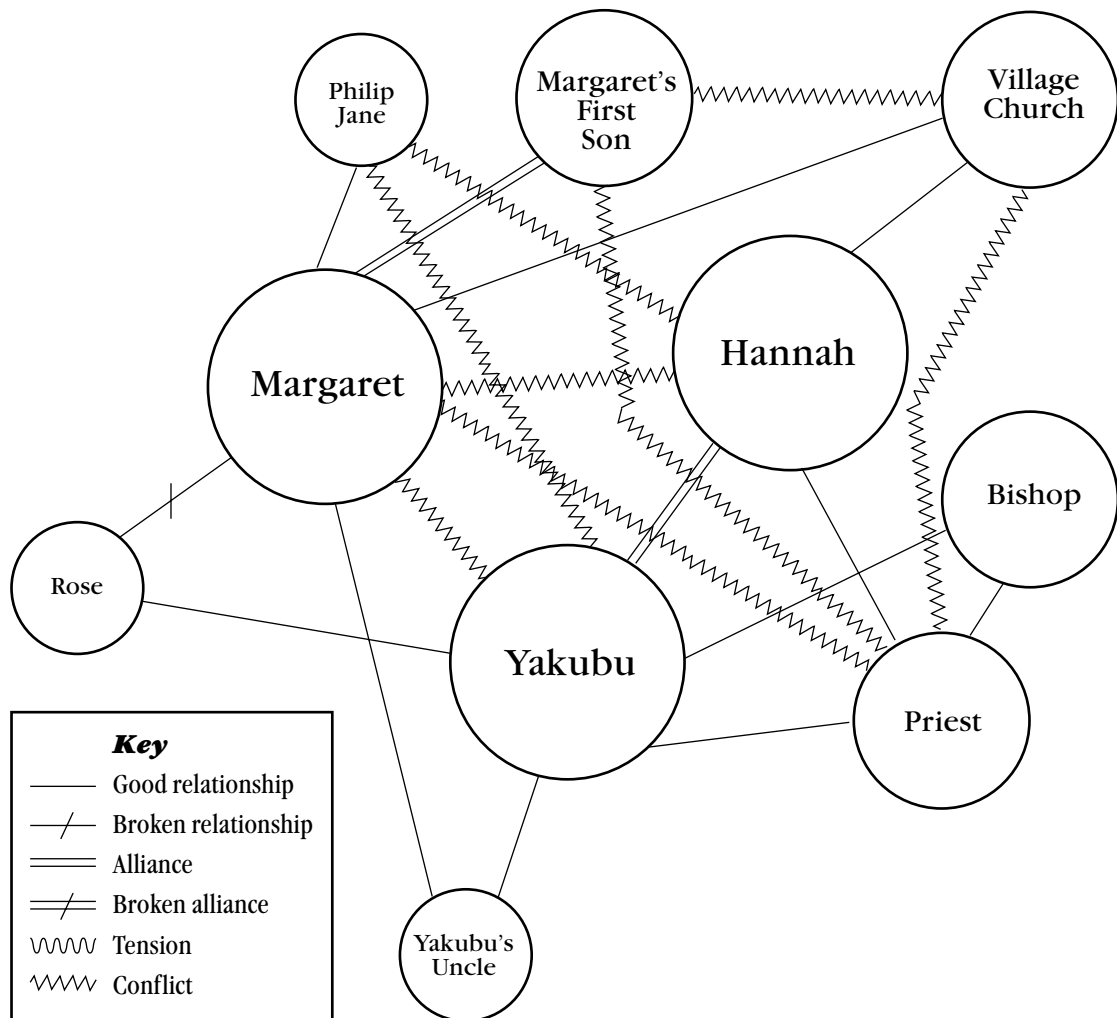 Philip
Jane
Margaret's
First
Son
Village
Church
Margaret
Hannah
Bishop
Rose
Yakubu
Priest
Yakubu's
Uncle
Key
Good relationship
Broken relationship
Alliance
Broken alliance
Tension
Conflict